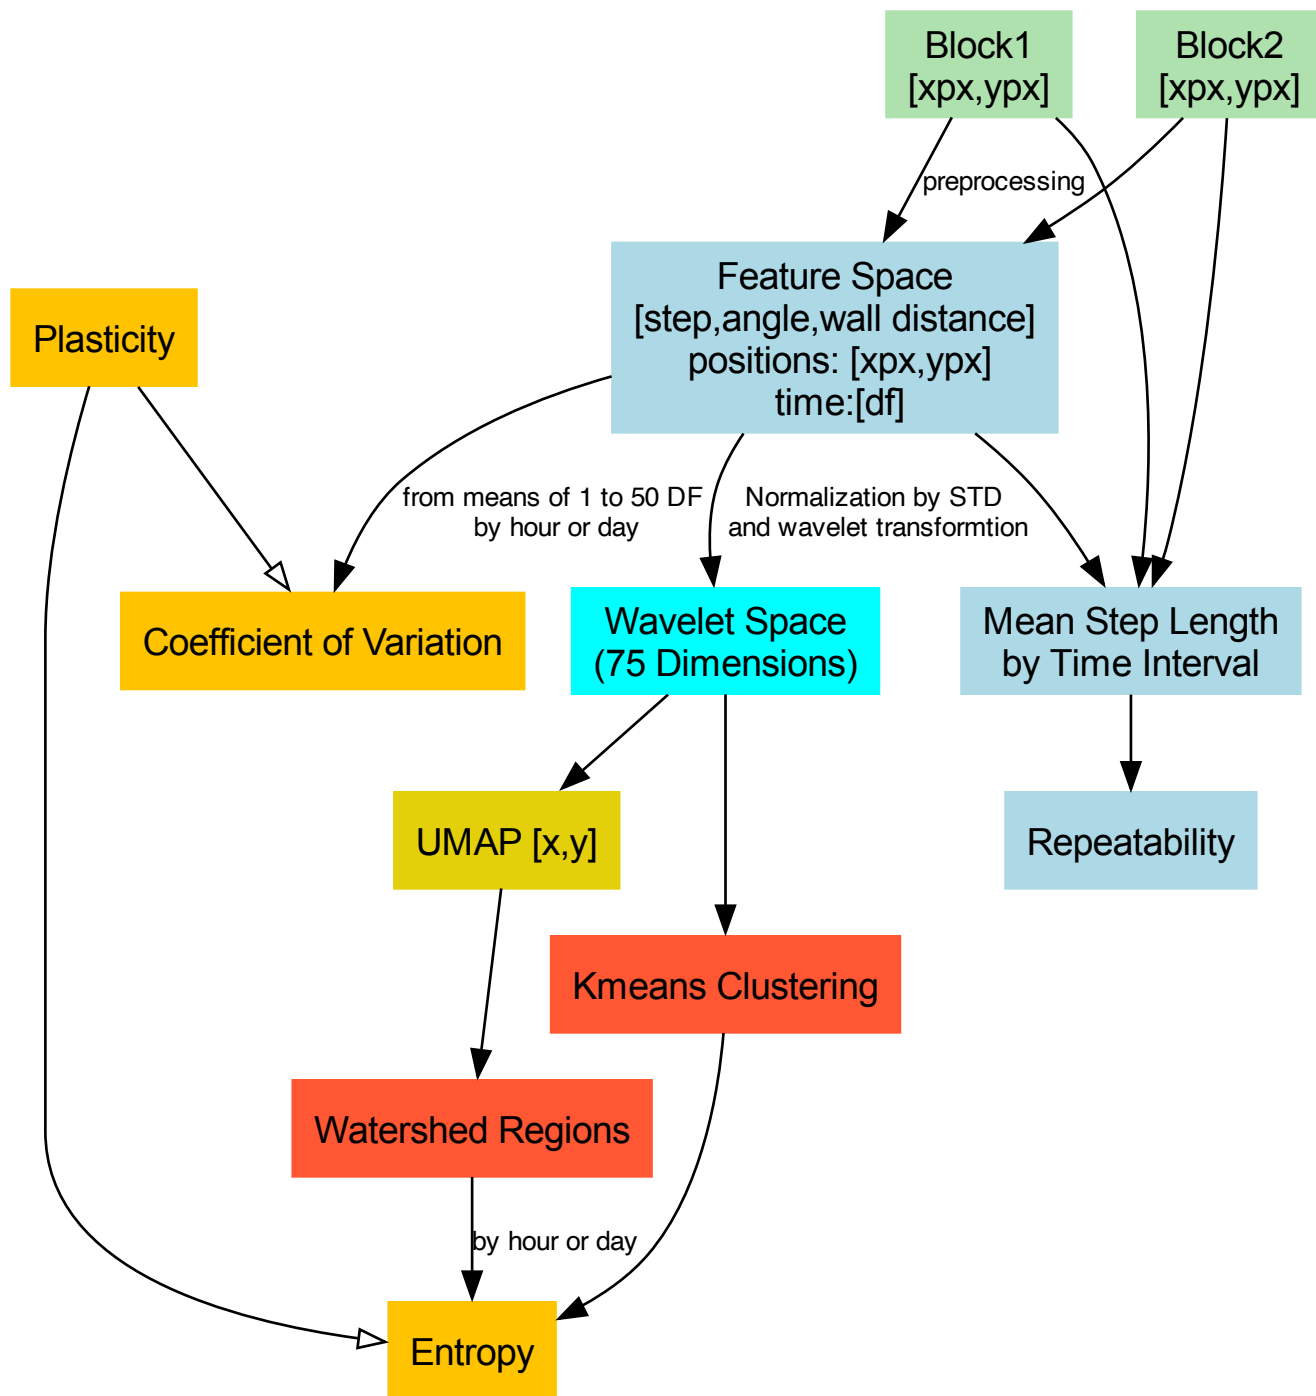 Block1
[xpx,ypx]
Block2
[xpx,ypx]
preprocessing
Feature Space
[step,angle,wall distance]
positions: [xpx,ypx]
time:[df]
Plasticity
from means of 1 to 50 DF
by hour or day
Normalization by STD
and wavelet transformtion
Coefficient of Variation
Wavelet Space
(75 Dimensions)
Mean Step Length
by Time Interval
UMAP [x,y]
Repeatability
Kmeans Clustering
Watershed Regions
by hour or day
Entropy